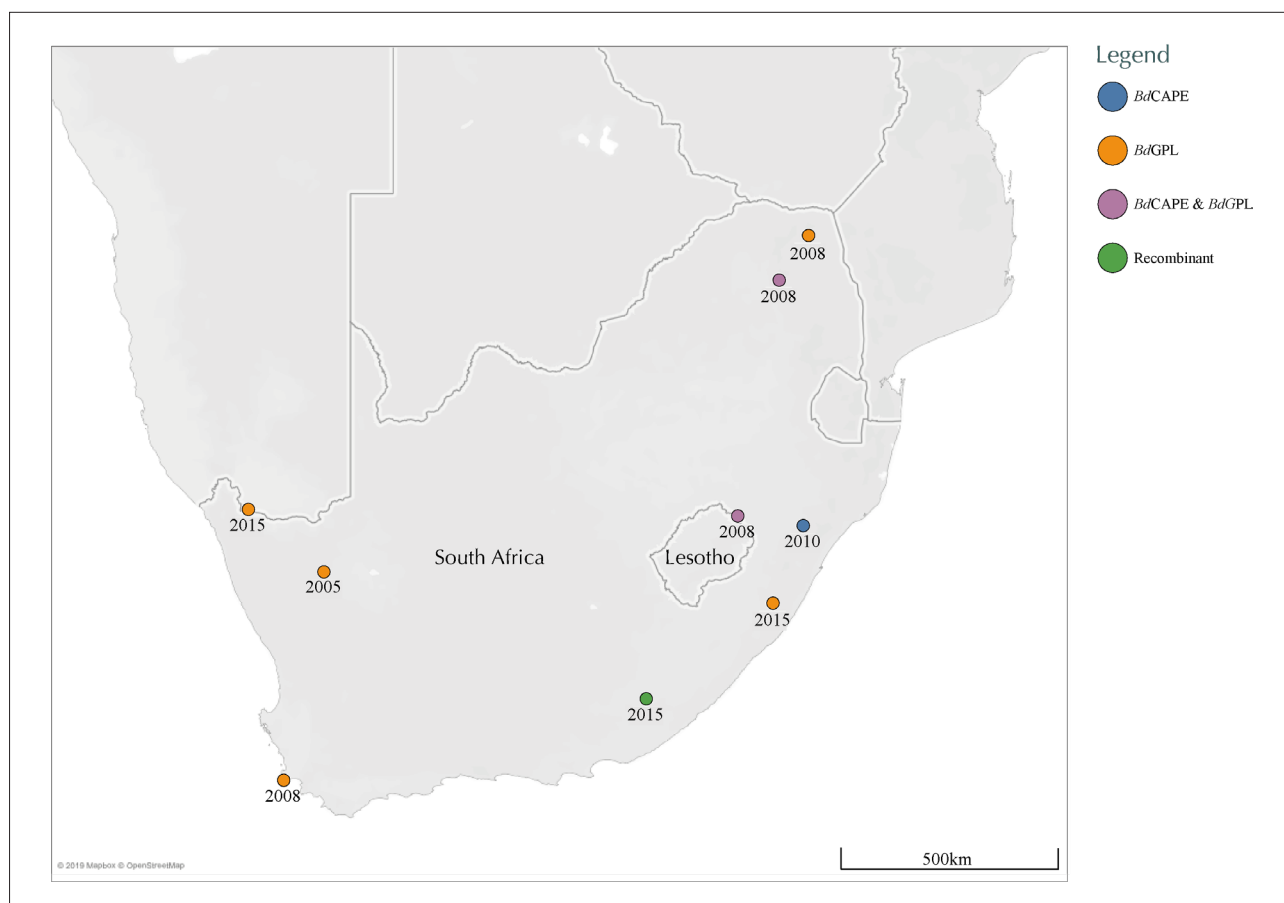 Legend
BdCAPE
BdGPL
BdCAPE & BdGPL
Recombinant
2008
2008
2015
2008
2010
South Africa
Lesotho
2005
2015
2015
2008
© 2019 Mapbox © OpenStreetMap
500km